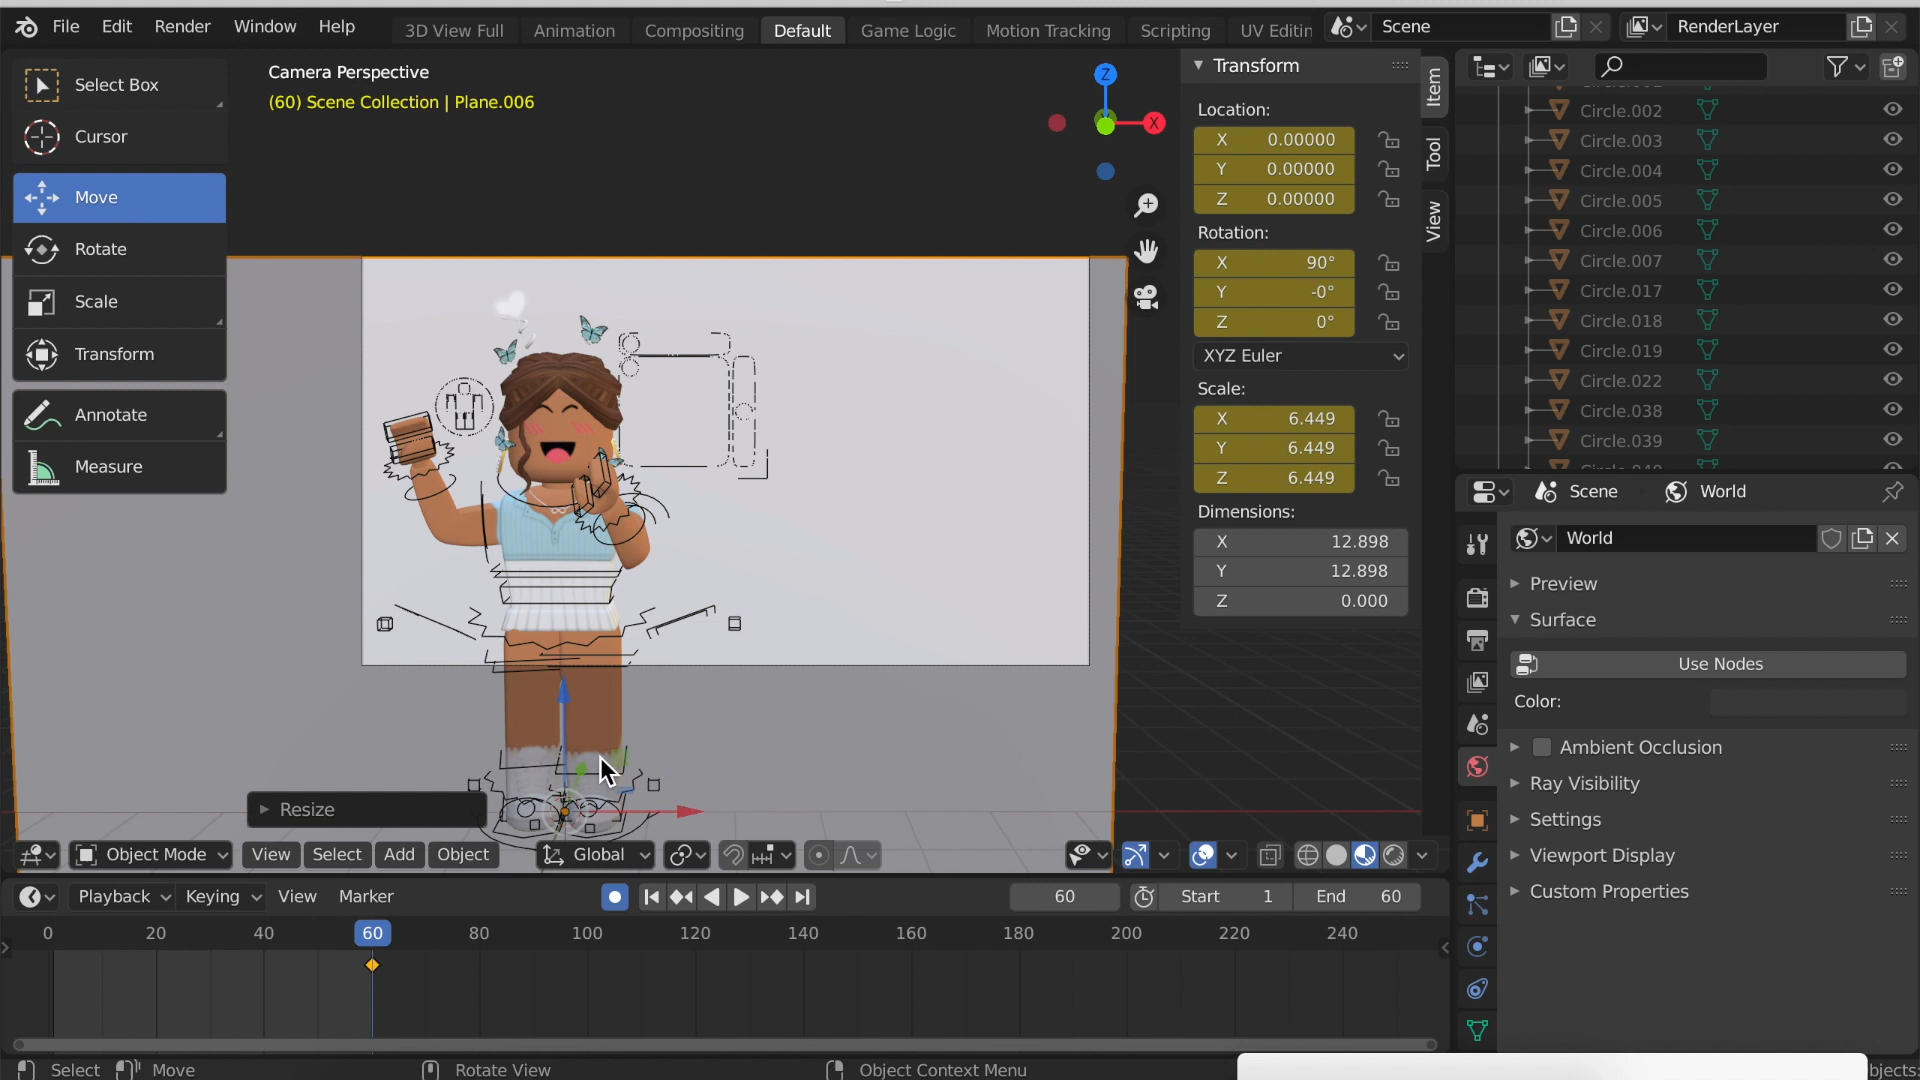 File Edit Render Window Help
3D View Full Animation Compositing Default Game Logic Motion Tracking Scripting UV Editin
Scene
RenderLayer
Select Box
Cursor
Move
Rotate
Scale
Transform
Annotate
Measure
Camera Perspective
(60) Scene Collection | Plane.006
Z
X
Transform
Location:
X 0.00000
Y 0.00000
Z 0.00000
Rotation:
X 90°
Y -0°
Z 0°
XYZ Euler
Scale:
X 6.449
Y 6.449
Z 6.449
Dimensions:
X 12.898
Y 12.898
Z 0.000
Item
Tool
View
Circle.002
Circle.003
Circle.004
Circle.005
Circle.006
Circle.007
Circle.017
Circle.018
Circle.019
Circle.022
Circle.038
Circle.039
Scene World
World
Preview
Surface
Use Nodes
Color:
Ambient Occlusion
Ray Visibility
Settings
Viewport Display
Custom Properties
Resize
Object Mode View Select Add Object Global
Playback Keying View Marker
60 Start 1 End 60
0 20 40 60 80 100 120 140 160 180 200 220 240
Select Move Rotate View Object Context Menu
bjects: